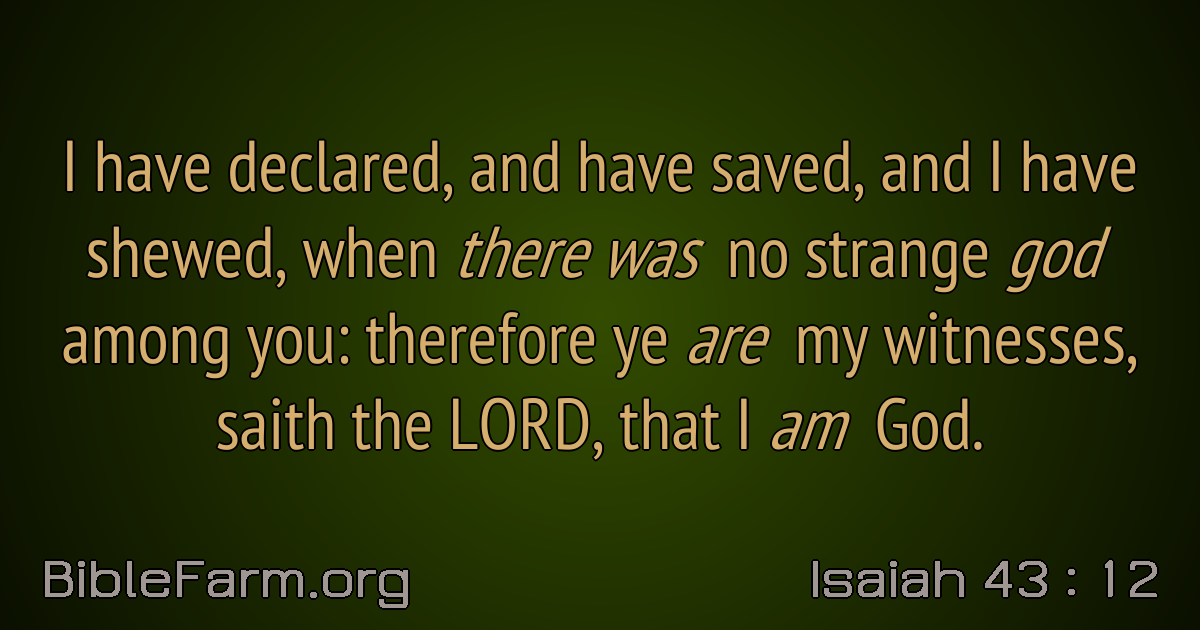 I have declared, and have saved, and I have
shewed, when there was no strange god
among you: therefore ye are my witnesses,
saith the LORD, that I am God.
BibleFarm.org
Isaiah 43 : 12